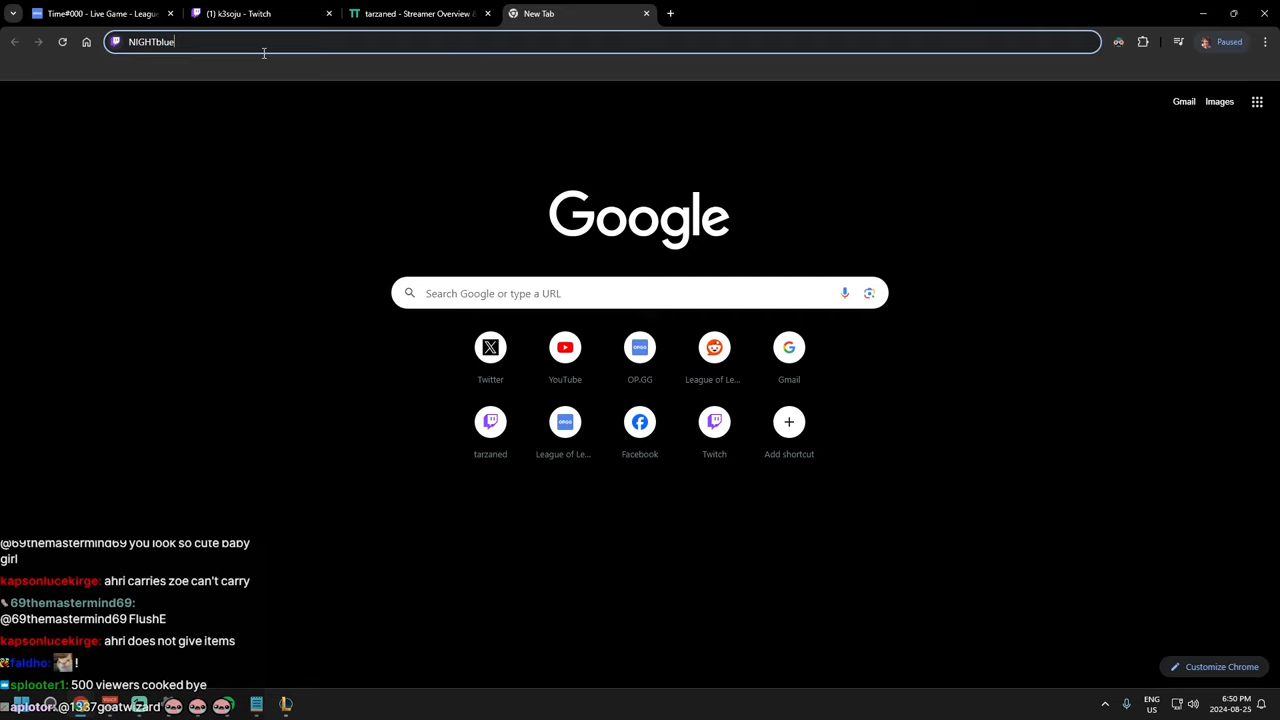 Time#000 - Live Game - Leagu
(1) k3soju - Twitch
tarzaned - Streamer Overview &
New Tab
NIGHTblue
Paused
Gmail
Images
Google
Search Google or type a URL
Twitter
YouTube
OP.GG
League of Le...
Gmail
tarzaned
League of Le...
Facebook
Twitch
Add shortcut
@69themastermind69 you look so cute baby
girl
kapsonlucekirge: ahri carries zoe can't carry
69themastermind69:
@69themastermind69 FlushE
kapsonlucekirge: ahri does not give items
faldho: !
splooter1: 500 viewers cooked bye
aplotor: @1337goatwizard
Customize Chrome
ENG
US
6:50 PM
2024-08-25